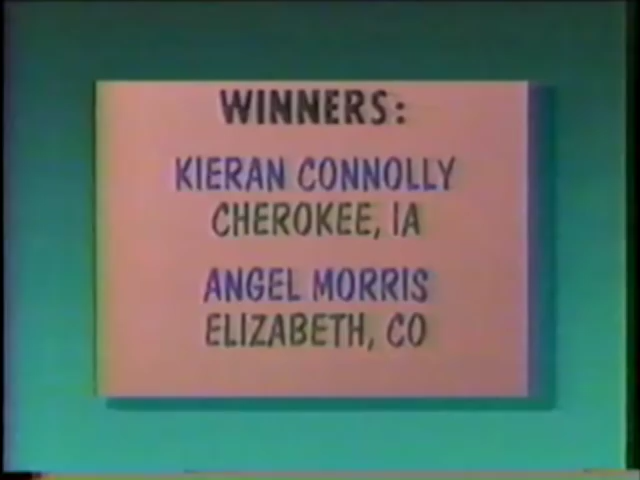 WINNERS:
KIERAN CONNOLLY
CHEROKEE, IA
ANGEL MORRIS
ELIZABETH, CO